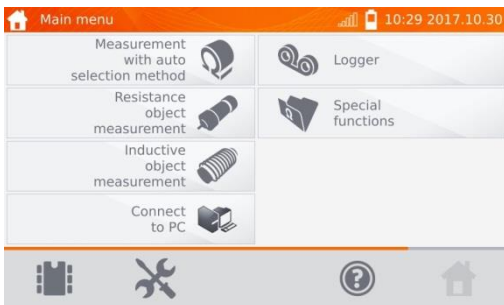 Main menu
10:29 2017.10.30
Measurement
with auto
selection method
Logger
Resistance
object
measurement
Special
functions
Inductive
object
measurement
Connect
to PC